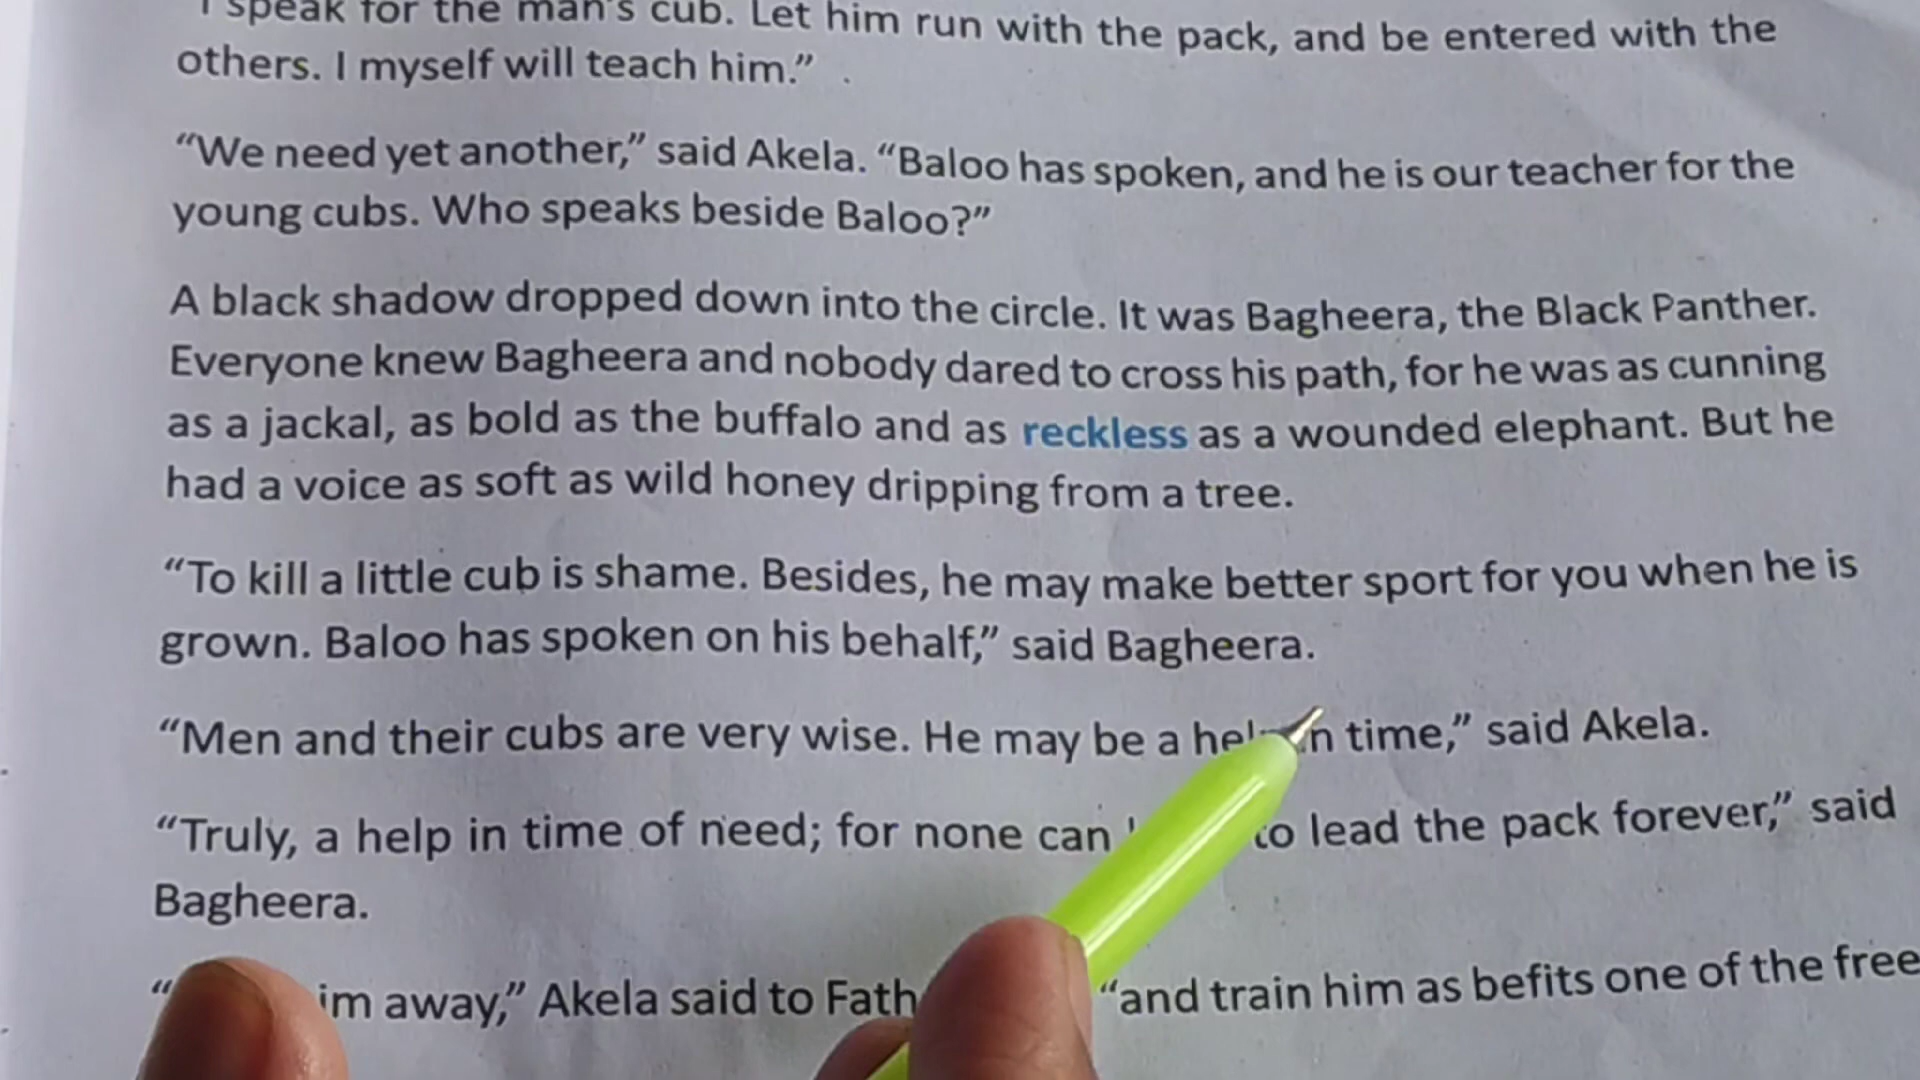 I speak for the man's cub. Let him run with the pack, and be entered with the
others. I myself will teach him.”
“We need yet another,” said Akela. “Baloo has spoken, and he is our teacher for the
young cubs. Who speaks beside Baloo?”
A black shadow dropped down into the circle. It was Bagheera, the Black Panther.
Everyone knew Bagheera and nobody dared to cross his path, for he was as cunning
as a jackal, as bold as the buffalo and as reckless as a wounded elephant. But he
had a voice as soft as wild honey dripping from a tree.
“To kill a little cub is shame. Besides, he may make better sport for you when he is
grown. Baloo has spoken on his behalf,” said Bagheera.
“Men and their cubs are very wise. He may be a time,” said Akela.
“Truly, a help in time of need; for none can to lead the pack forever,” said
Bagheera.
“ away,” Akela said to “and train him as befits one of the free